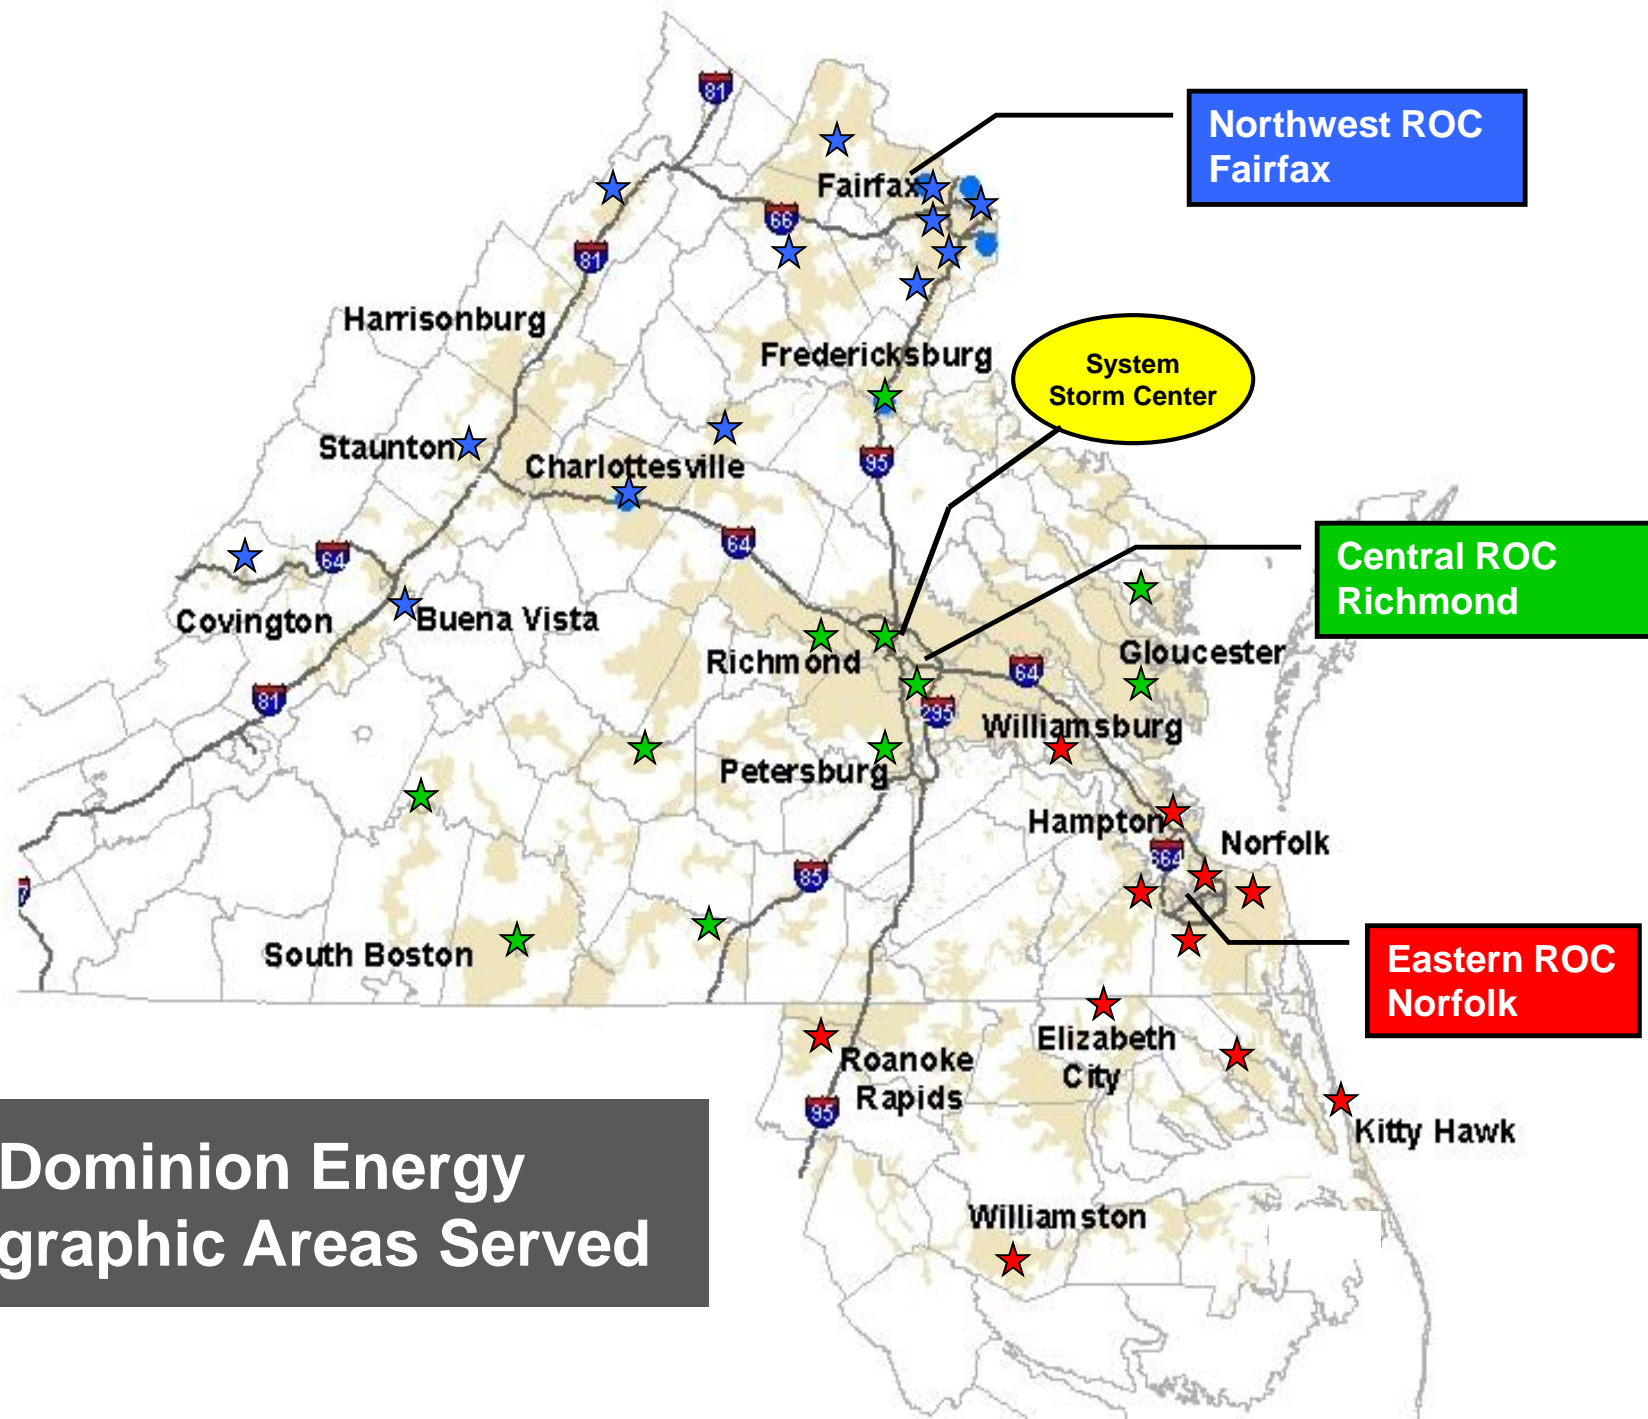 81
Northwest ROC
Fairfax
Fairfax
66
81
Harrisonburg
Fredericksburg
System
Storm Center
Staunton
Charlottesville
95
64
64
Central ROC
Richmond
Covington
Buena Vista
Richmond
Gloucester
64
81
295
Williamsburg
Petersburg
Hampton
Norfolk
664
85
South Boston
Eastern ROC
Norfolk
Elizabeth
City
Roanoke
Rapids
95
Kitty Hawk
Dominion Energy
graphic Areas Served
Williamston